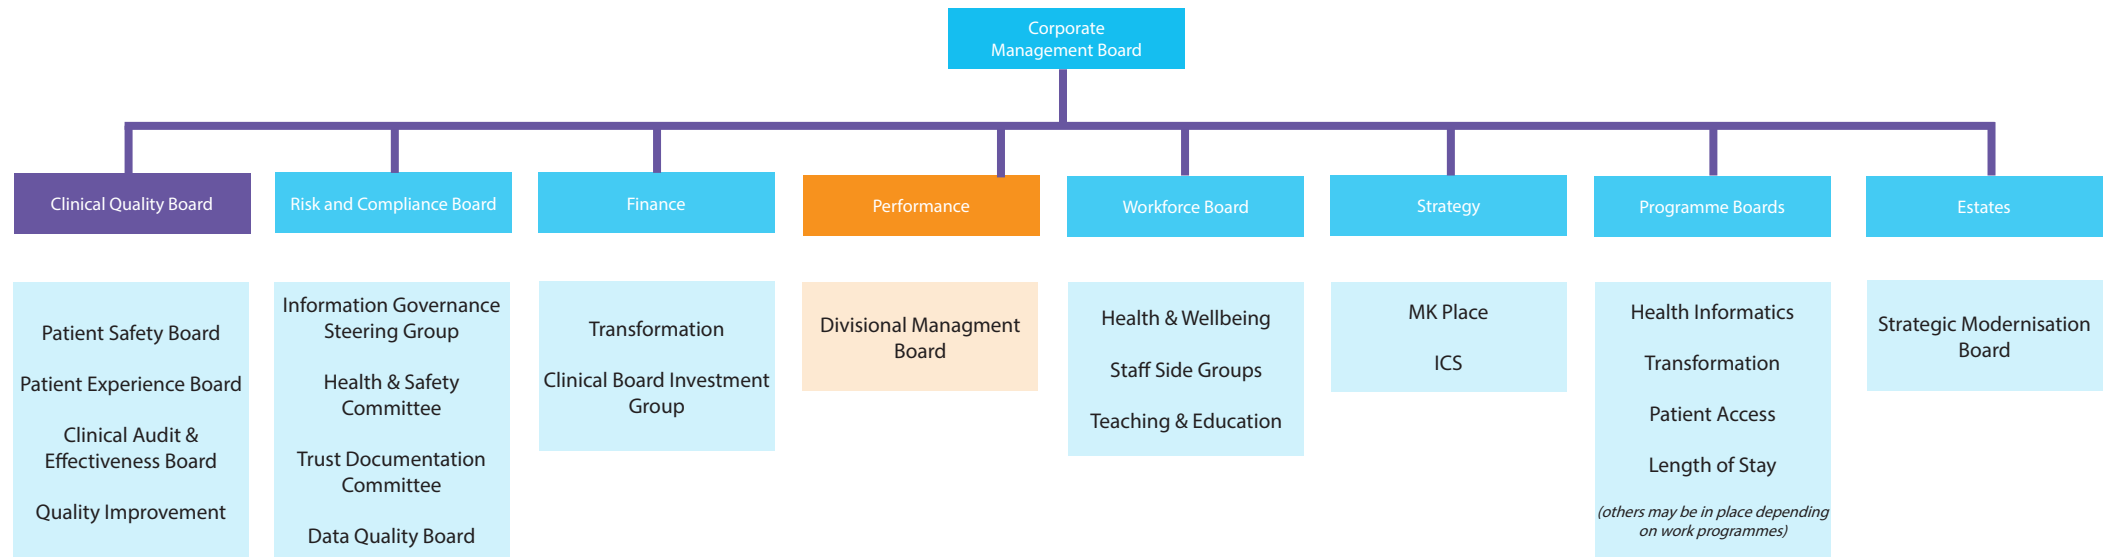 Corporate
Management Board
Clinical Quality Board
Risk and Compliance Board
Finance
Performance
Workforce Board
Strategy
Programme Boards
Estates
Patient Safety Board
Patient Experience Board
Clinical Audit &
Effectiveness Board
Quality Improvement
Information Governance
Steering Group
Health & Safety
Committee
Trust Documentation
Committee
Data Quality Board
Transformation
Clinical Board Investment
Group
Divisional Managment
Board
Health & Wellbeing
Staff Side Groups
Teaching & Education
MK Place
ICS
Health Informatics
Transformation
Patient Access
Length of Stay
(others may be in place depending
on work programmes)
Strategic Modernisation
Board